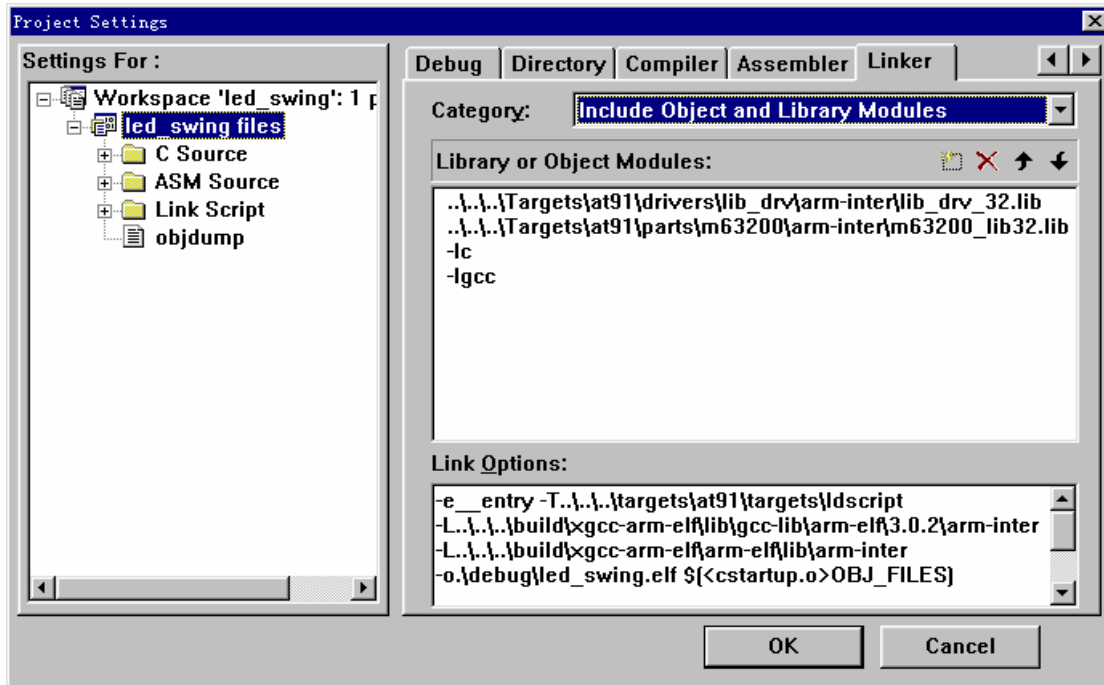 Project Settings
Settings For :
Workspace 'led_swing': 1 p
led_swing files
C Source
ASM Source
Link Script
objdump
Debug
Directory
Compiler
Assembler
Linker
Category:
Include Object and Library Modules
Library or Object Modules:
..\..\..\Targets\at91\drivers\lib_drv\arm-inter\lib_drv_32.lib
..\..\..\Targets\at91\parts\m63200\arm-inter\m63200_lib32.lib
-lc
-lgcc
Link Options:
-e__entry -T..\..\..\targets\at91\targets\ldscript
-L..\..\..\build\xgcc-arm-elf\lib\gcc-lib\arm-elf\3.0.2\arm-inter
-L..\..\..\build\xgcc-arm-elf\arm-elf\lib\arm-inter
-o.\debug\led_swing.elf $(<cstartup.o>OBJ_FILES)
OK
Cancel